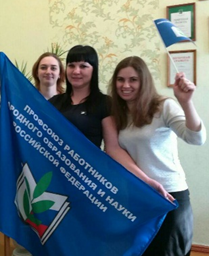 ПРОФСОЮЗ РАБОТНИКОВ
НАРОДНОГО ОБРАЗОВАНИЯ И НАУКИ
РОССИЙСКОЙ ФЕДЕРАЦИИ